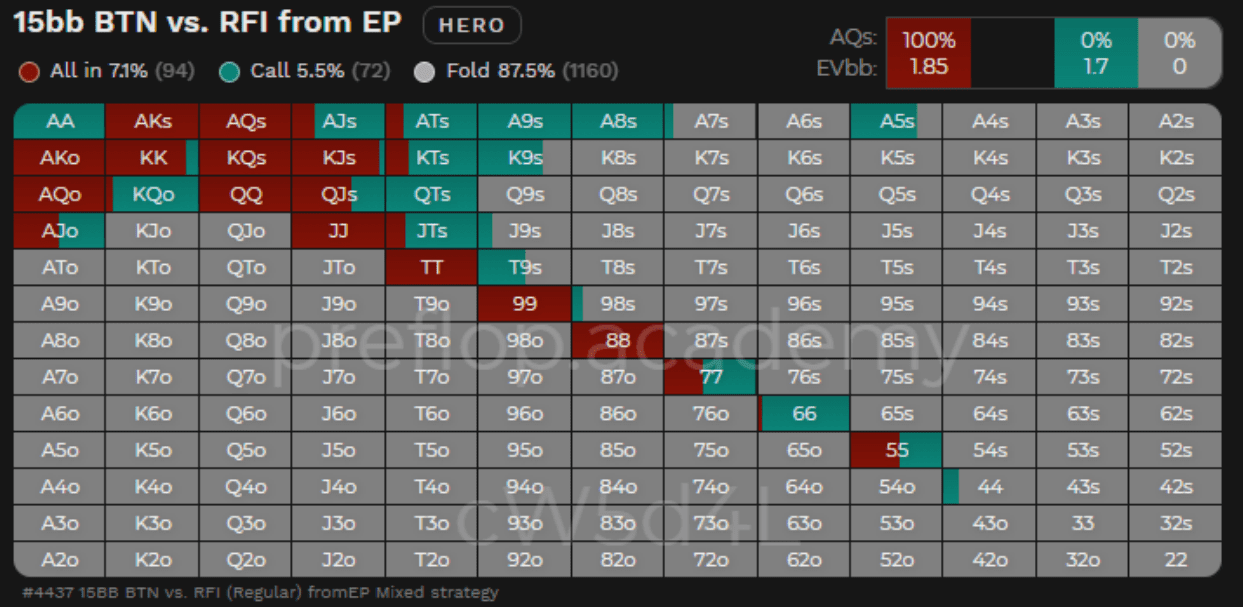 15bb BTN vs. RFI from EP HERO
All in 7.1% (94) Call 5.5% (72) Fold 87.5% (1160)
AQs: 100% 0% 0%
EVbb: 1.85 1.7 0
AA AKs AQs AJs ATs A9s A8s A7s A6s A5s A4s A3s A2s
AKo KK KQs KJs KTs K9s K8s K7s K6s K5s K4s K3s K2s
AQo KQo QQ QJs QTs Q9s Q8s Q7s Q6s Q5s Q4s Q3s Q2s
AJo KJo QJo JJ JTs J9s J8s J7s J6s J5s J4s J3s J2s
ATo KTo QTo JTo TT T9s T8s T7s T6s T5s T4s T3s T2s
A9o K9o Q9o J9o T9o 99 98s 97s 96s 95s 94s 93s 92s
A8o K8o Q8o J8o T8o 98o 88 87s 86s 85s 84s 83s 82s
preflop.academy
A7o K7o Q7o J7o T7o 97o 87o 77 76s 75s 74s 73s 72s
A6o K6o Q6o J6o T6o 96o 86o 76o 66 65s 64s 63s 62s
A5o K5o Q5o J5o T5o 95o 85o 75o 65o 55 54s 53s 52s
A4o K4o Q4o J4o T4o 94o 84o 74o 64o 54o 44 43s 42s
cW5d4L
A3o K3o Q3o J3o T3o 93o 83o 73o 63o 53o 43o 33 32s
A2o K2o Q2o J2o T2o 92o 82o 72o 62o 52o 42o 32o 22
#4437 15BB BTN vs. RFI (Regular) fromEP Mixed strategy